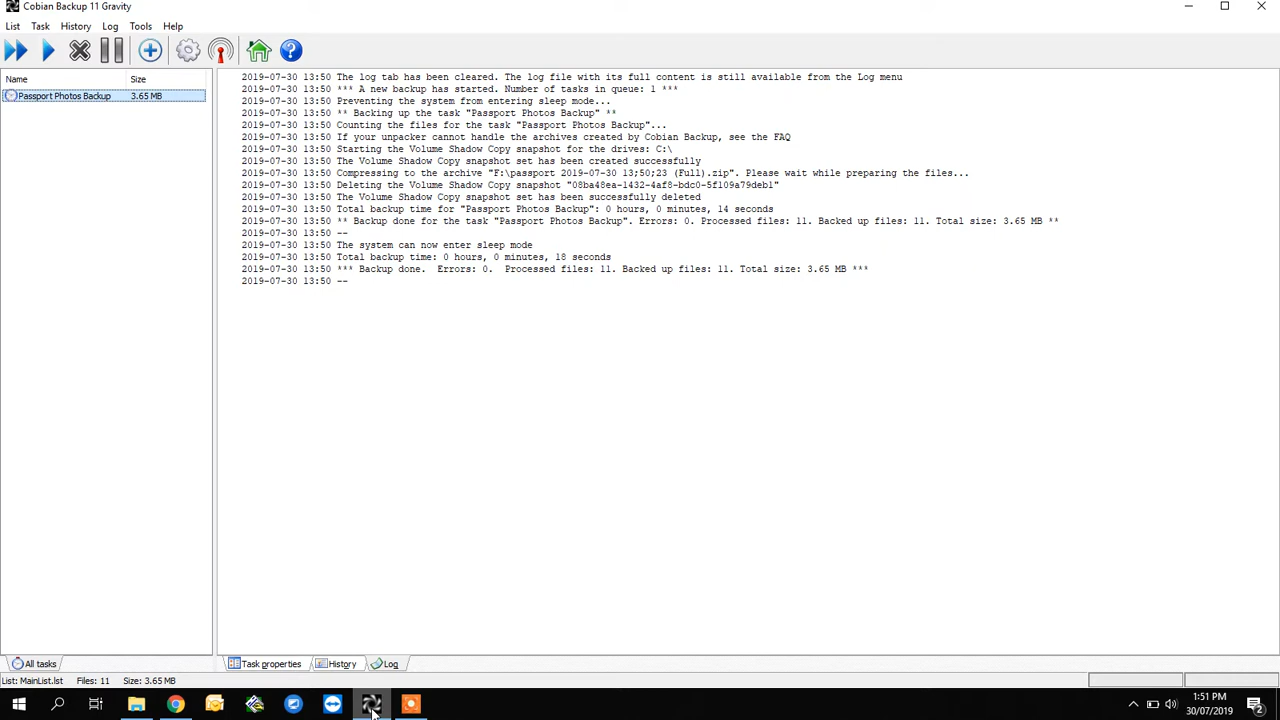 Cobian Backup 11 Gravity
List Task History Log Tools Help
Name Size
Passport Photos Backup 3.65 MB
2019-07-30 13:50 The log tab has been cleared. The log file with its full content is still available from the Log menu
2019-07-30 13:50 *** A new backup has started. Number of tasks in queue: 1 ***
2019-07-30 13:50 Preventing the system from entering sleep mode...
2019-07-30 13:50 ** Backing up the task "Passport Photos Backup" **
2019-07-30 13:50 Counting the files for the task "Passport Photos Backup"...
2019-07-30 13:50 If your unpacker cannot handle the archives created by Cobian Backup, see the FAQ
2019-07-30 13:50 Starting the Volume Shadow Copy snapshot for the drives: C:\
2019-07-30 13:50 The Volume Shadow Copy snapshot set has been created successfully
2019-07-30 13:50 Compressing to the archive "F:\passport 2019-07-30 13;50;23 (Full).zip". Please wait while preparing the files...
2019-07-30 13:50 Deleting the Volume Shadow Copy snapshot "08ba48ea-1432-4af8-bdc0-5f109a79deb1"
2019-07-30 13:50 The Volume Shadow Copy snapshot set has been successfully deleted
2019-07-30 13:50 Total backup time for "Passport Photos Backup": 0 hours, 0 minutes, 14 seconds
2019-07-30 13:50 ** Backup done for the task "Passport Photos Backup". Errors: 0. Processed files: 11. Backed up files: 11. Total size: 3.65 MB **
2019-07-30 13:50 --
2019-07-30 13:50 The system can now enter sleep mode
2019-07-30 13:50 Total backup time: 0 hours, 0 minutes, 18 seconds
2019-07-30 13:50 *** Backup done. Errors: 0. Processed files: 11. Backed up files: 11. Total size: 3.65 MB ***
2019-07-30 13:50 --
All tasks Task properties History Log
List: MainList.lst Files: 11 Size: 3.65 MB
1:51 PM
30/07/2019
2